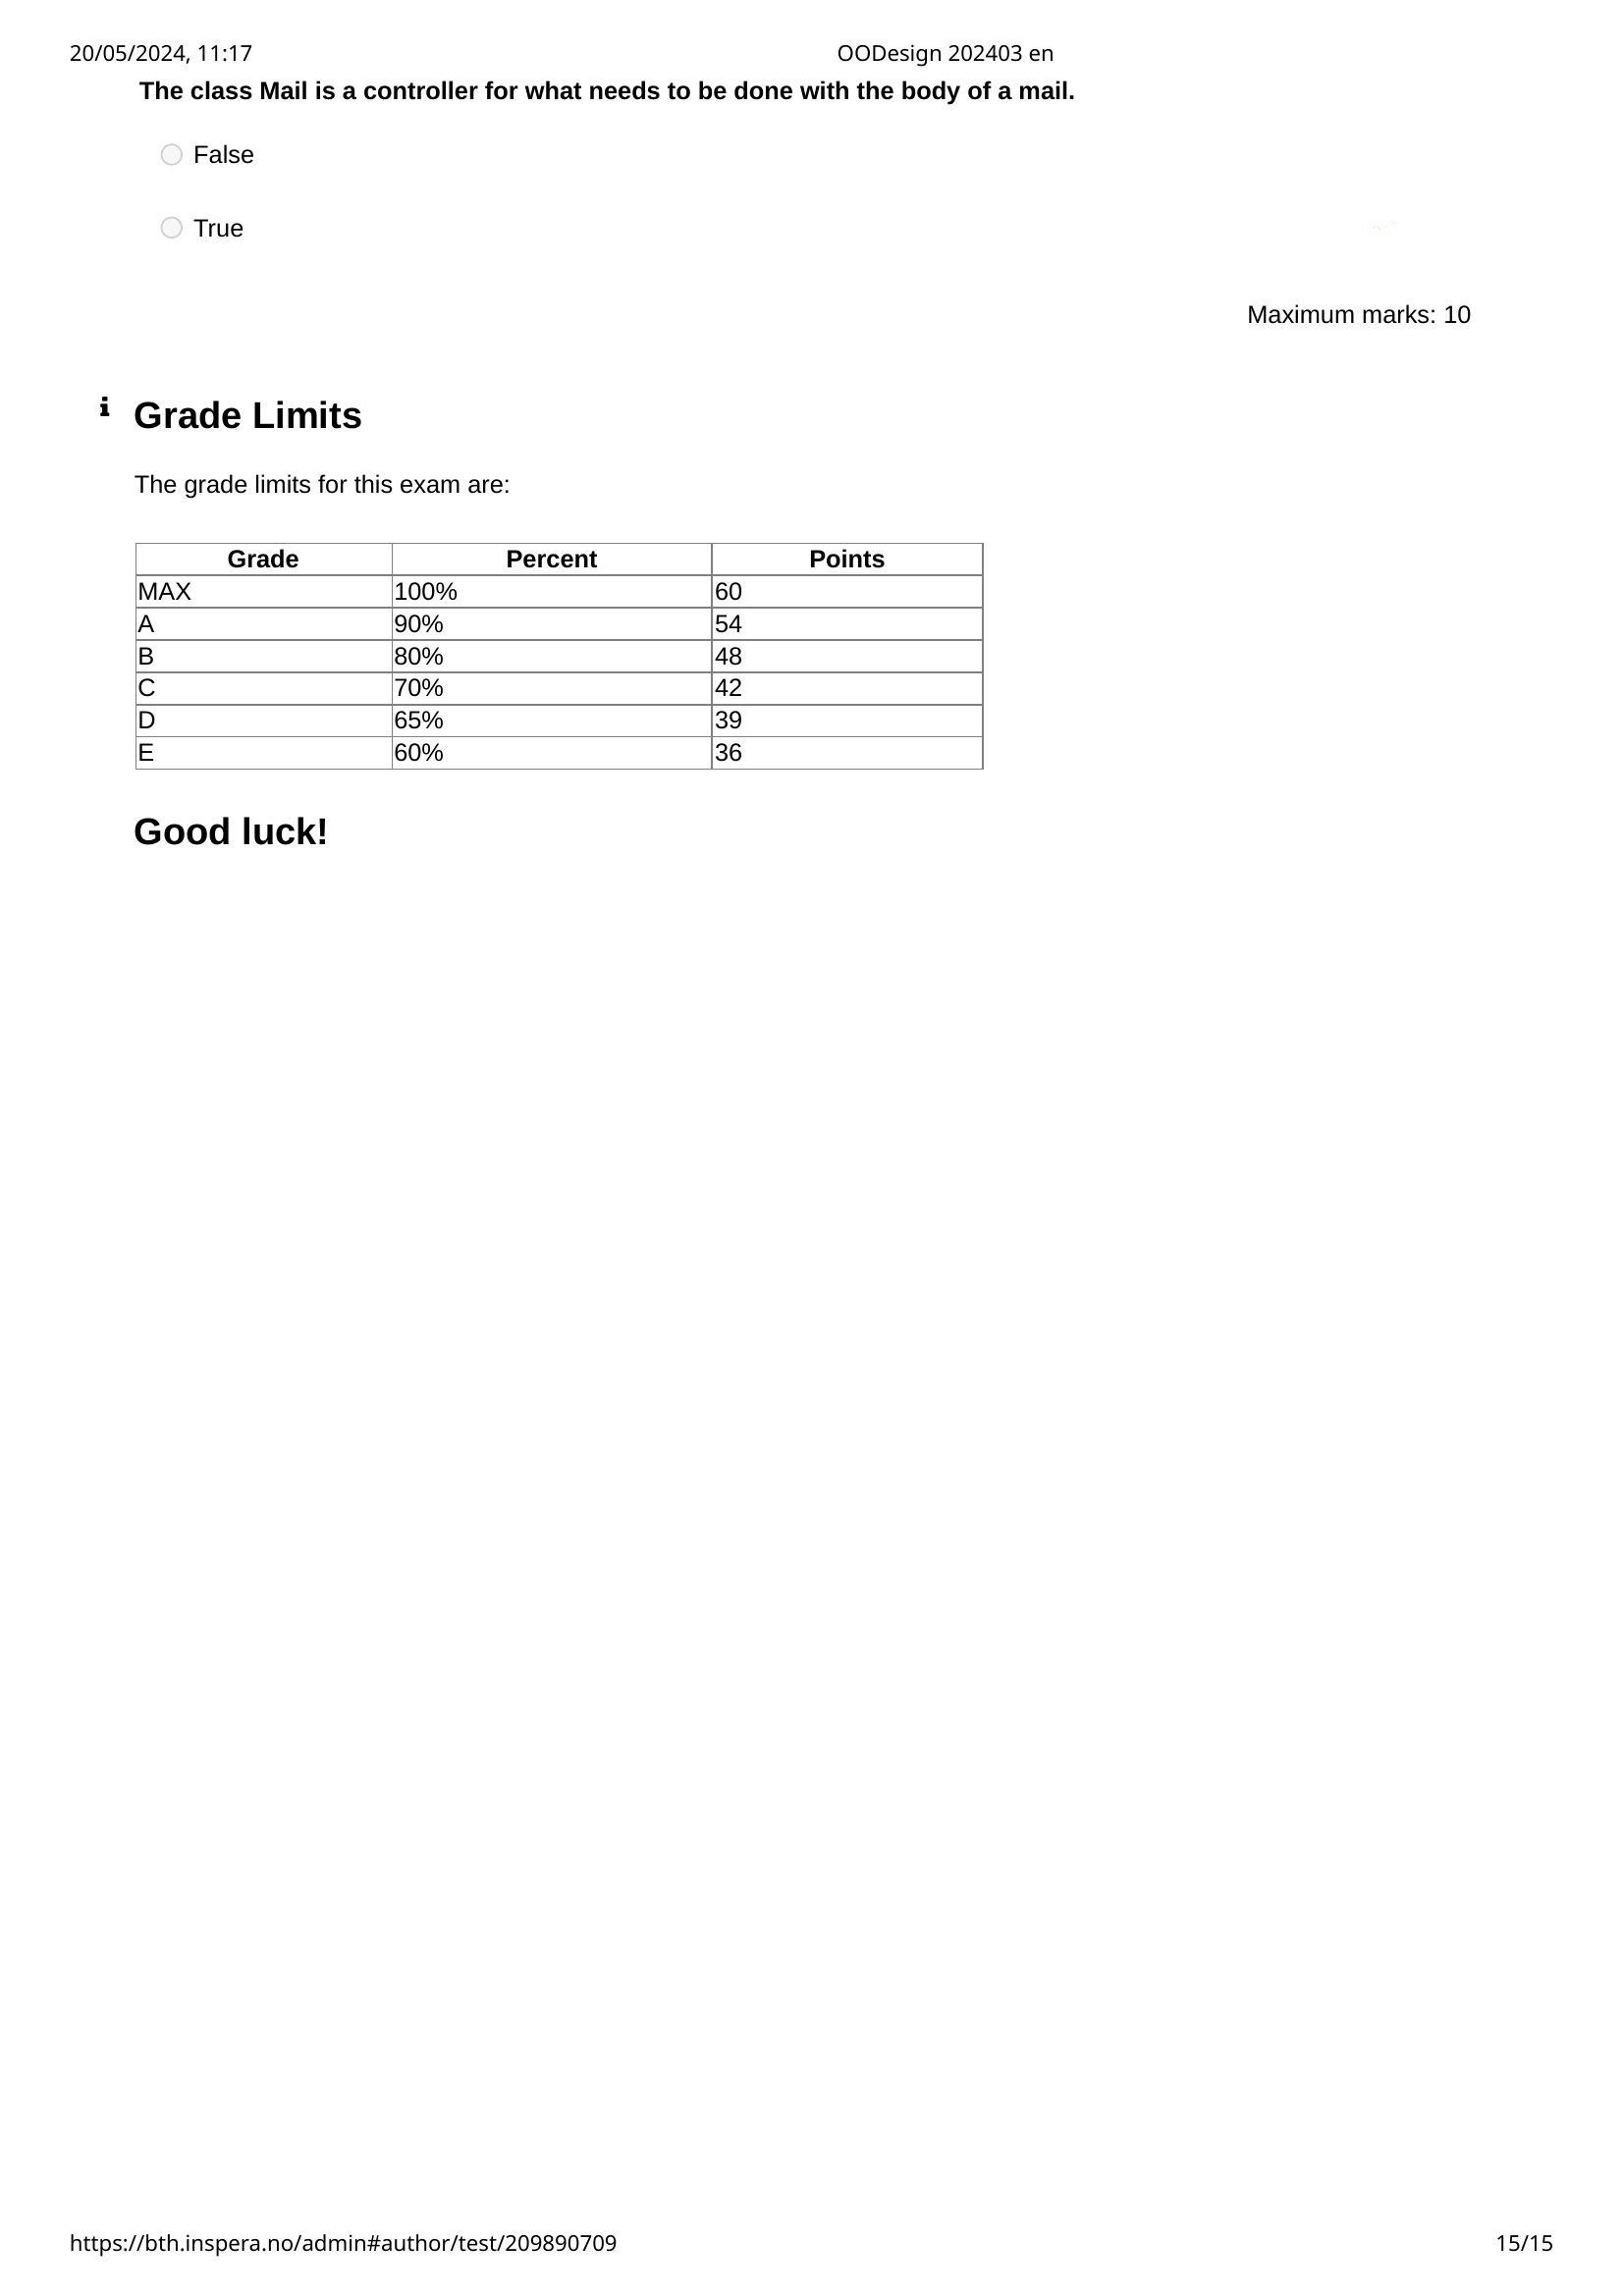 20/05/2024, 11:17 OODesign 202403 en
The class Mail is a controller for what needs to be done with the body of a mail.
False
True
Maximum marks: 10
i Grade Limits
The grade limits for this exam are:
Grade Percent Points
MAX 100% 60
A 90% 54
B 80% 48
C 70% 42
D 65% 39
E 60% 36
Good luck!
https://bth.inspera.no/admin#author/test/209890709 15/15